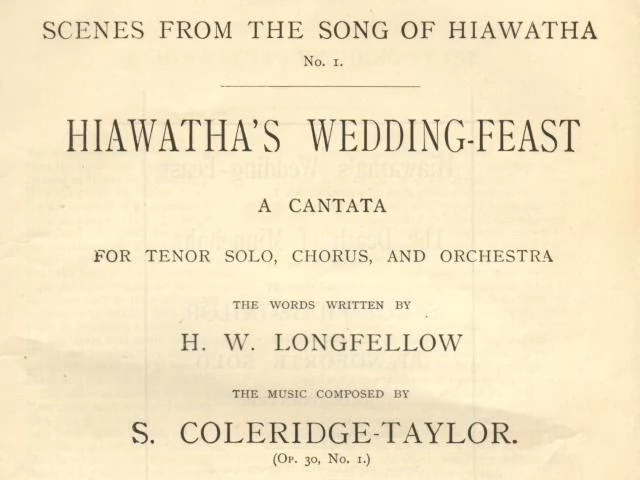 SCENES FROM THE SONG OF HIAWATHA
No. 1.
HIAWATHA'S WEDDING-FEAST
A CANTATA
FOR TENOR SOLO, CHORUS, AND ORCHESTRA
THE WORDS WRITTEN BY
H. W. LONGFELLOW
THE MUSIC COMPOSED BY
S. COLERIDGE-TAYLOR.
(Op. 30, No. 1.)